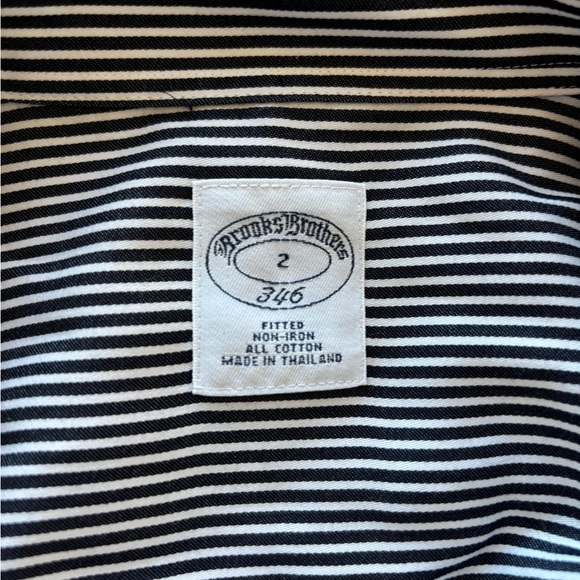 Brooks Brothers
2
346
FITTED
NON-IRON
ALL COTTON
MADE IN THAILAND